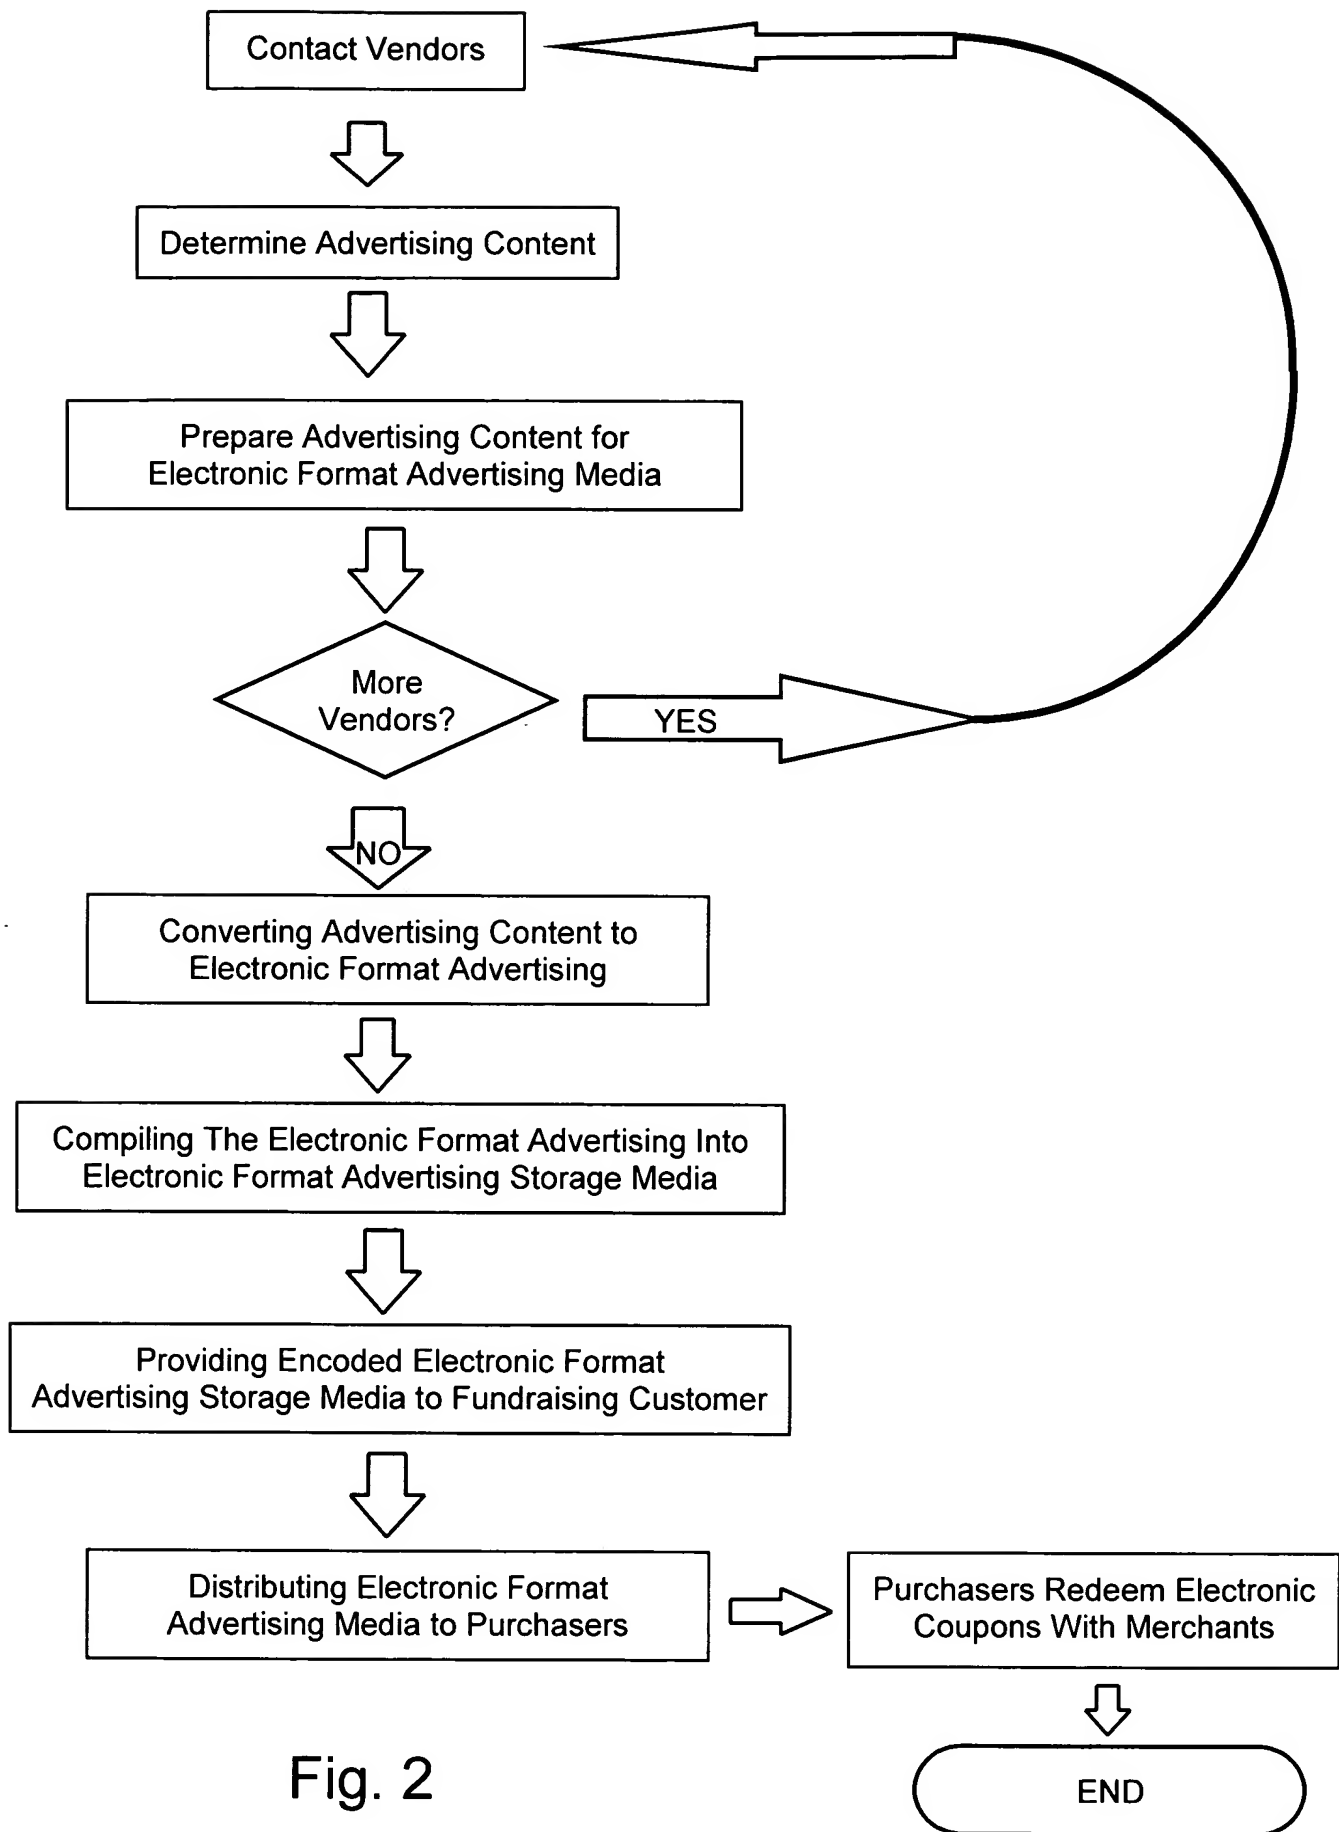 Contact Vendors
Determine Advertising Content
Prepare Advertising Content for
Electronic Format Advertising Media
More
Vendors?
YES
NO
Converting Advertising Content to
Electronic Format Advertising
Compiling The Electronic Format Advertising Into
Electronic Format Advertising Storage Media
Providing Encoded Electronic Format
Advertising Storage Media to Fundraising Customer
Distributing Electronic Format
Advertising Media to Purchasers
Purchasers Redeem Electronic
Coupons With Merchants
END
Fig. 2